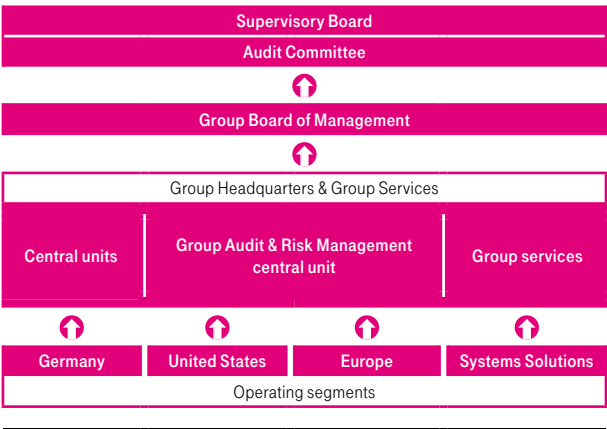 Supervisory Board
Audit Committee
Group Board of Management
Group Headquarters & Group Services
Central units
Group Audit & Risk Management
central unit
Group services
Germany
United States
Europe
Systems Solutions
Operating segments